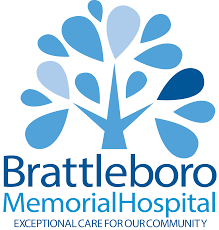 Brattleboro
MemorialHospital
EXCEPTIONAL CARE FOR OUR COMMUNITY